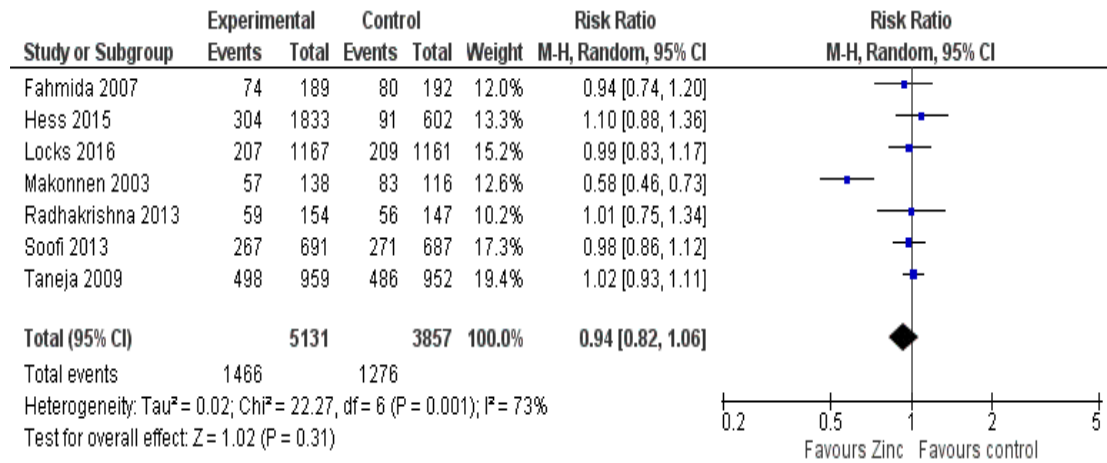 Experimental Control Risk Ratio Risk Ratio
Study or Subgroup Events Total Events Total Weight M-H, Random, 95% CI M-H, Random, 95% CI
Fahmida 2007 74 189 80 192 12.0% 0.94 [0.74, 1.20]
Hess 2015 304 1833 91 602 13.3% 1.10 [0.88, 1.36]
Locks 2016 207 1167 209 1161 15.2% 0.99 [0.83, 1.17]
Makonnen 2003 57 138 83 116 12.6% 0.58 [0.46, 0.73]
Radhakrishna 2013 59 154 56 147 10.2% 1.01 [0.75, 1.34]
Soofi 2013 267 691 271 687 17.3% 0.98 [0.86, 1.12]
Taneja 2009 498 959 486 952 19.4% 1.02 [0.93, 1.11]
Total (95% CI) 5131 3857 100.0% 0.94 [0.82, 1.06]
Total events 1466 1276
Heterogeneity: Tau² = 0.02; Chi² = 22.27, df = 6 (P = 0.001); I² = 73%
Test for overall effect: Z = 1.02 (P = 0.31)
0.2 0.5 1 2 5
Favours Zinc Favours control